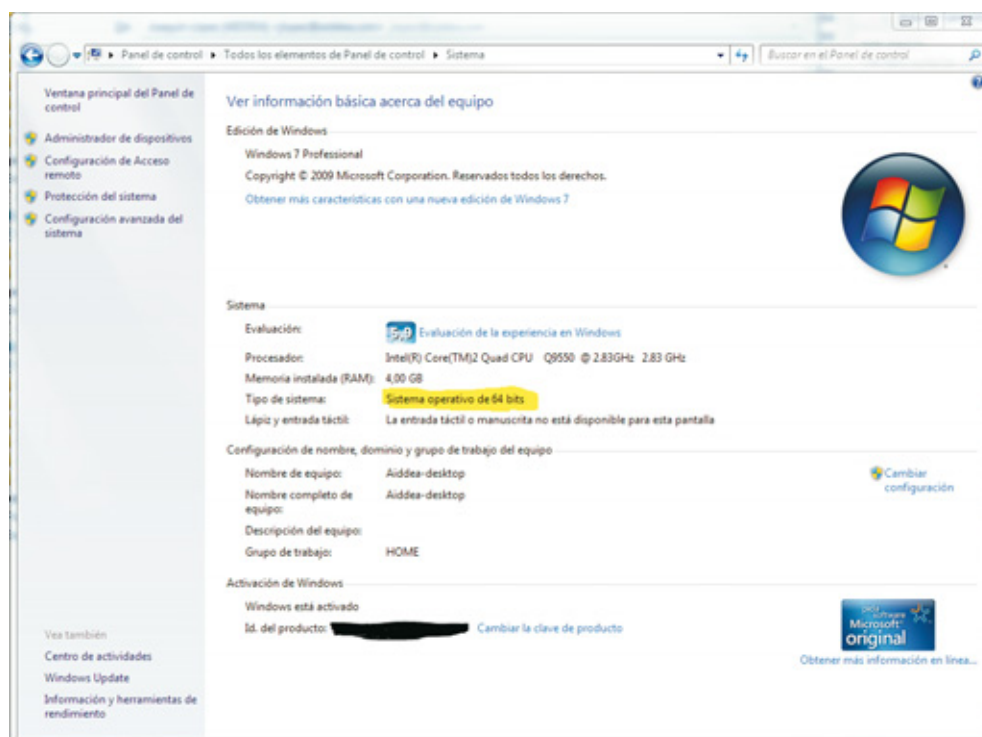 Panel de control ▸ Todos los elementos de Panel de control ▸ Sistema
Buscar en el Panel de control
Ventana principal del Panel de
control
Administrador de dispositivos
Configuración de Acceso
remoto
Protección del sistema
Configuración avanzada del
sistema
Vea también
Centro de actividades
Windows Update
Información y herramientas de
rendimiento
Ver información básica acerca del equipo
Edición de Windows
Windows 7 Professional
Copyright © 2009 Microsoft Corporation. Reservados todos los derechos.
Obtener más características con una nueva edición de Windows 7
Sistema
Evaluación: 5,9 Evaluación de la experiencia en Windows
Procesador: Intel(R) Core(TM)2 Quad CPU Q9550 @ 2.83GHz 2.83 GHz
Memoria instalada (RAM): 4,00 GB
Tipo de sistema: Sistema operativo de 64 bits
Lápiz y entrada táctil: La entrada táctil o manuscrita no está disponible para esta pantalla
Configuración de nombre, dominio y grupo de trabajo del equipo
Nombre de equipo: Aiddea-desktop
Cambiar
configuración
Nombre completo de
equipo: Aiddea-desktop
Descripción del equipo:
Grupo de trabajo: HOME
Activación de Windows
Windows está activado
Id. del producto: Cambiar la clave de producto
pida
software
Microsoft
original
Obtener más información en línea...